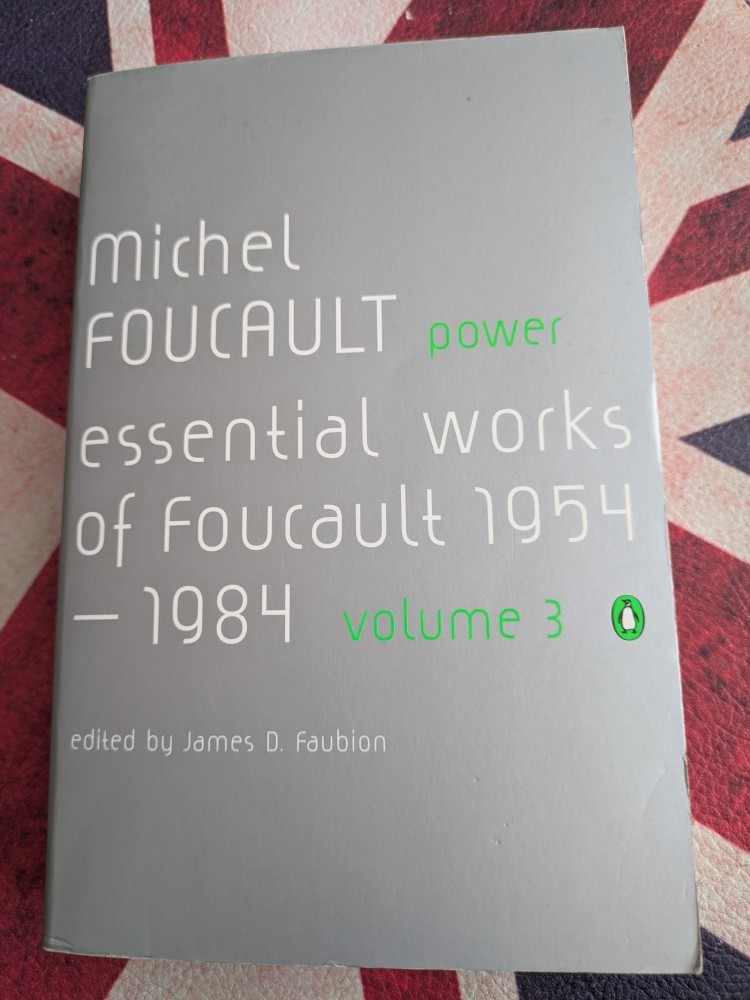 Michel
FOUCAULT power
essential works
of Foucault 1954
— 1984 volume 3
edited by James D. Faubion